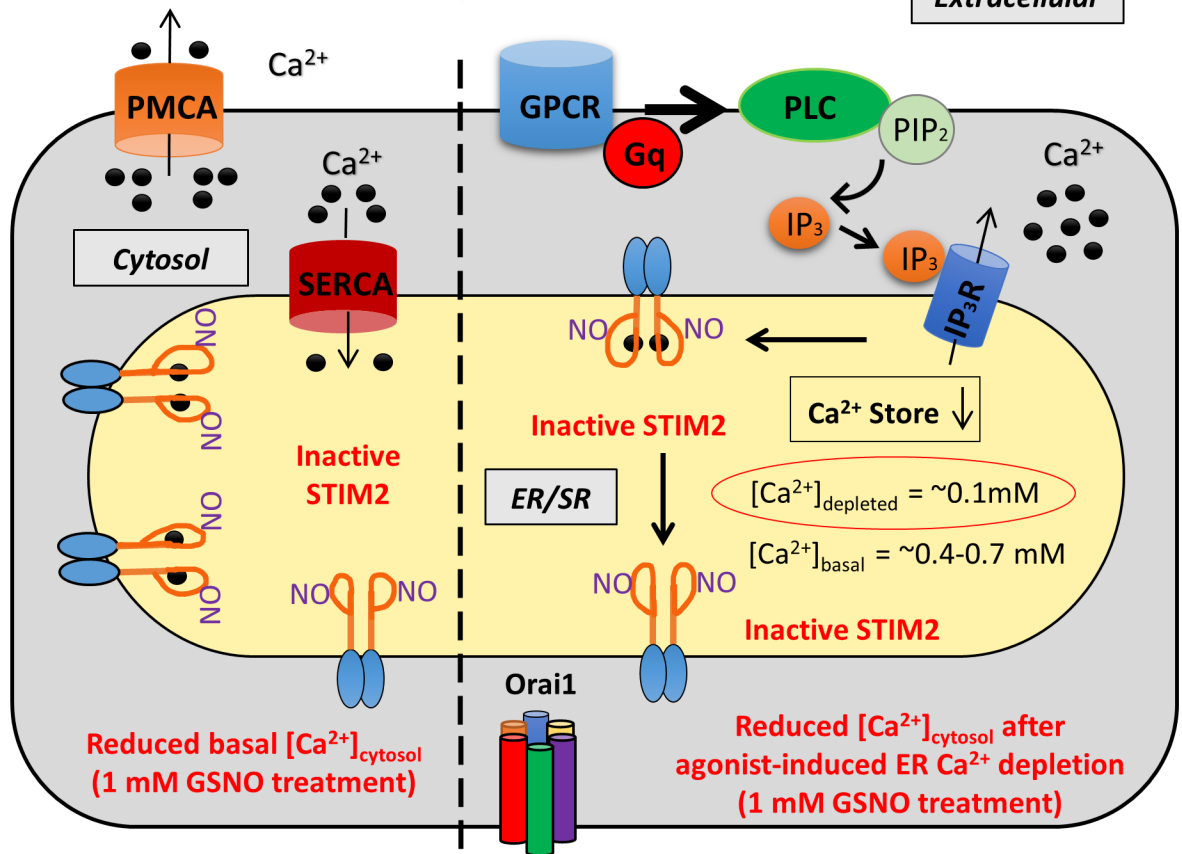 Extracellular
Ca²⁺
PMCA
GPCR
Gq
PLC
PIP₂
Ca²⁺
Ca²⁺
Cytosol
IP₃
IP₃
SERCA
IP₃R
NO
NO
NO
NO
Ca²⁺ Store
Inactive STIM2
Inactive
STIM2
ER/SR
[Ca²⁺]depleted = ~0.1mM
[Ca²⁺]basal = ~0.4-0.7 mM
NO
NO
NO
NO
NO
NO
Inactive STIM2
Orai1
Reduced basal [Ca²⁺]cytosol
(1 mM GSNO treatment)
Reduced [Ca²⁺]cytosol after
agonist-induced ER Ca²⁺ depletion
(1 mM GSNO treatment)